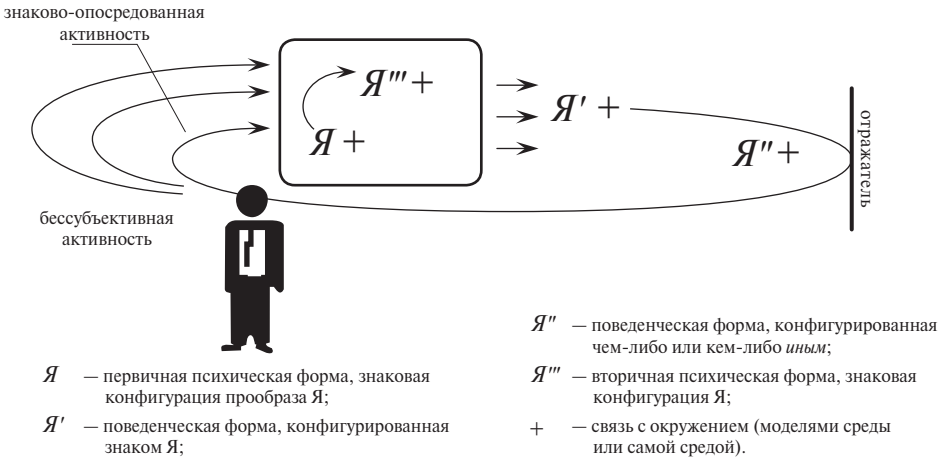 знаково-опосредованная
активность
Я‴ +
Я +
Я′ +
Я″ +
отражатель
бессубъективная
активность
Я — первичная психическая форма, знаковая
конфигурация прообраза Я;
Я′ — поведенческая форма, конфигурированная
знаком Я;
Я″ — поведенческая форма, конфигурированная
чем-либо или кем-либо иным;
Я‴ — вторичная психическая форма, знаковая
конфигурация Я;
+ — связь с окружением (моделями среды
или самой средой).